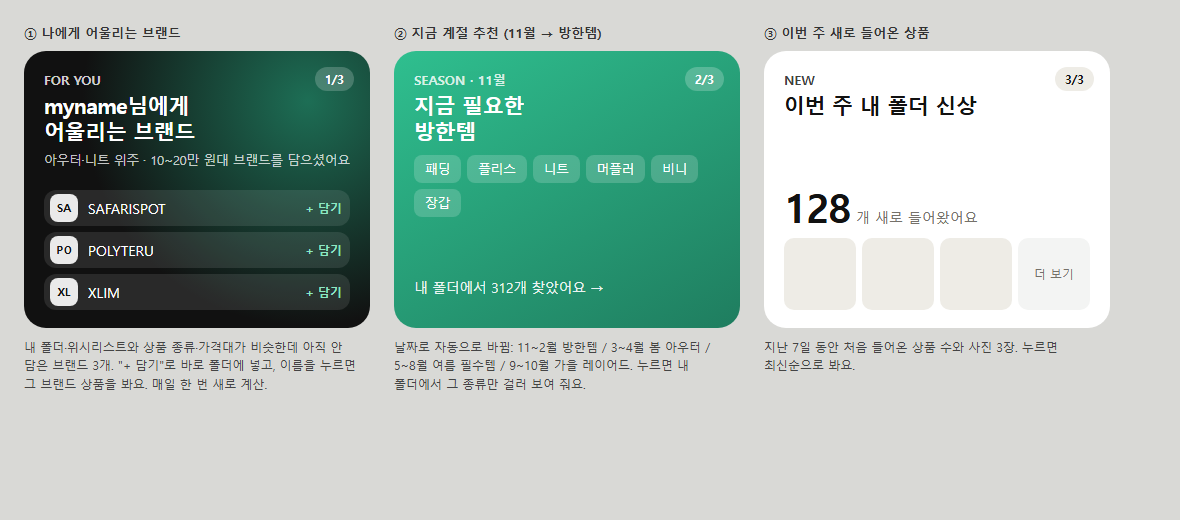 ① 나에게 어울리는 브랜드
FOR YOU
1/3
myname님에게
어울리는 브랜드
아우터·니트 위주 · 10~20만 원대 브랜드를 담으셨어요
SA SAFARISPOT + 담기
PO POLYTERU + 담기
XL XLIM + 담기
내 폴더·위시리스트와 상품 종류·가격대가 비슷한데 아직 안
담은 브랜드 3개. "+ 담기"로 바로 폴더에 넣고, 이름을 누르면
그 브랜드 상품을 봐요. 매일 한 번 새로 계산.
② 지금 계절 추천 (11월 → 방한템)
SEASON · 11월
2/3
지금 필요한
방한템
패딩 플리스 니트 머플러 비니
장갑
내 폴더에서 312개 찾았어요 →
날짜로 자동으로 바뀜: 11~2월 방한템 / 3~4월 봄 아우터 /
5~8월 여름 필수템 / 9~10월 가을 레이어드. 누르면 내
폴더에서 그 종류만 걸러 보여 줘요.
③ 이번 주 새로 들어온 상품
NEW
3/3
이번 주 내 폴더 신상
128 개 새로 들어왔어요
더 보기
지난 7일 동안 처음 들어온 상품 수와 사진 3장. 누르면
최신순으로 봐요.